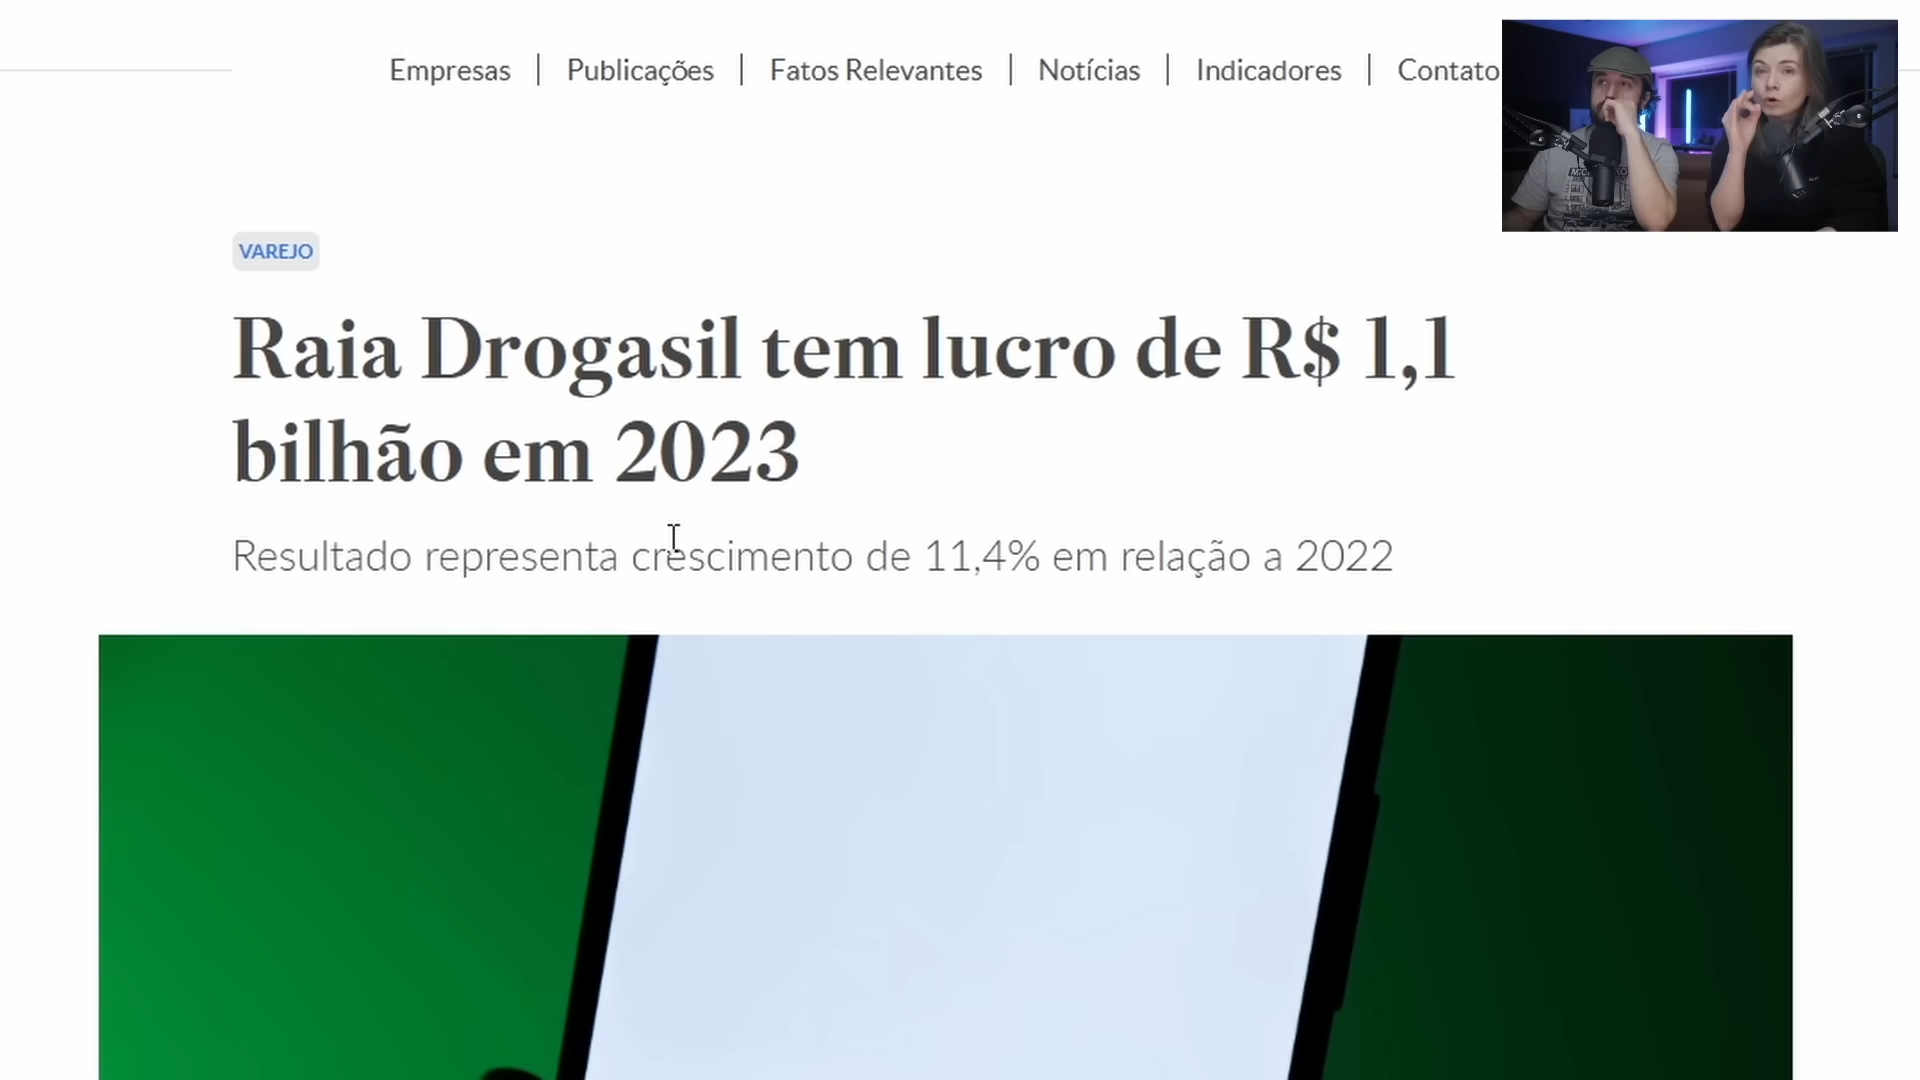 Empresas | Publicações | Fatos Relevantes | Notícias | Indicadores | Contato
VAREJO
Raia Drogasil tem lucro de R$ 1,1
bilhão em 2023
Resultado representa crescimento de 11,4% em relação a 2022